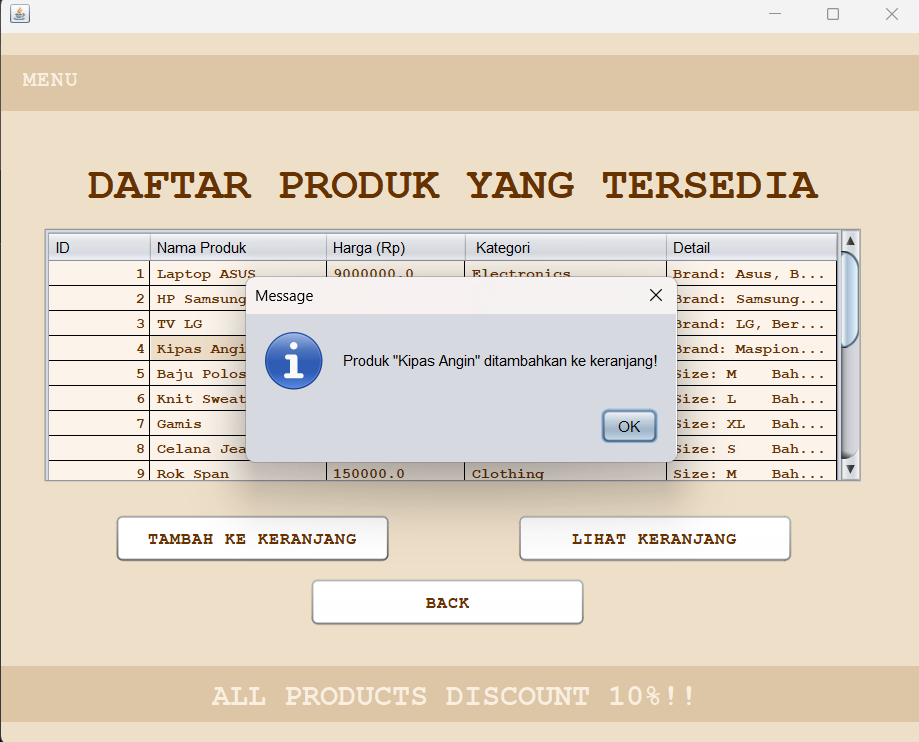 MENU
DAFTAR PRODUK YANG TERSEDIA
ID Nama Produk Harga (Rp) Kategori Detail
1 Laptop ASUS 9000000.0 Electronics Brand: Asus, B...
2 HP Samsung Brand: Samsung...
3 TV LG Brand: LG, Ber...
4 Kipas Angi Brand: Maspion...
5 Baju Polos Size: M Bah...
6 Knit Sweat Size: L Bah...
7 Gamis Size: XL Bah...
8 Celana Jea Size: S Bah...
9 Rok Span 150000.0 Clothing Size: M Bah...
Message
Produk "Kipas Angin" ditambahkan ke keranjang!
OK
TAMBAH KE KERANJANG LIHAT KERANJANG
BACK
ALL PRODUCTS DISCOUNT 10%!!